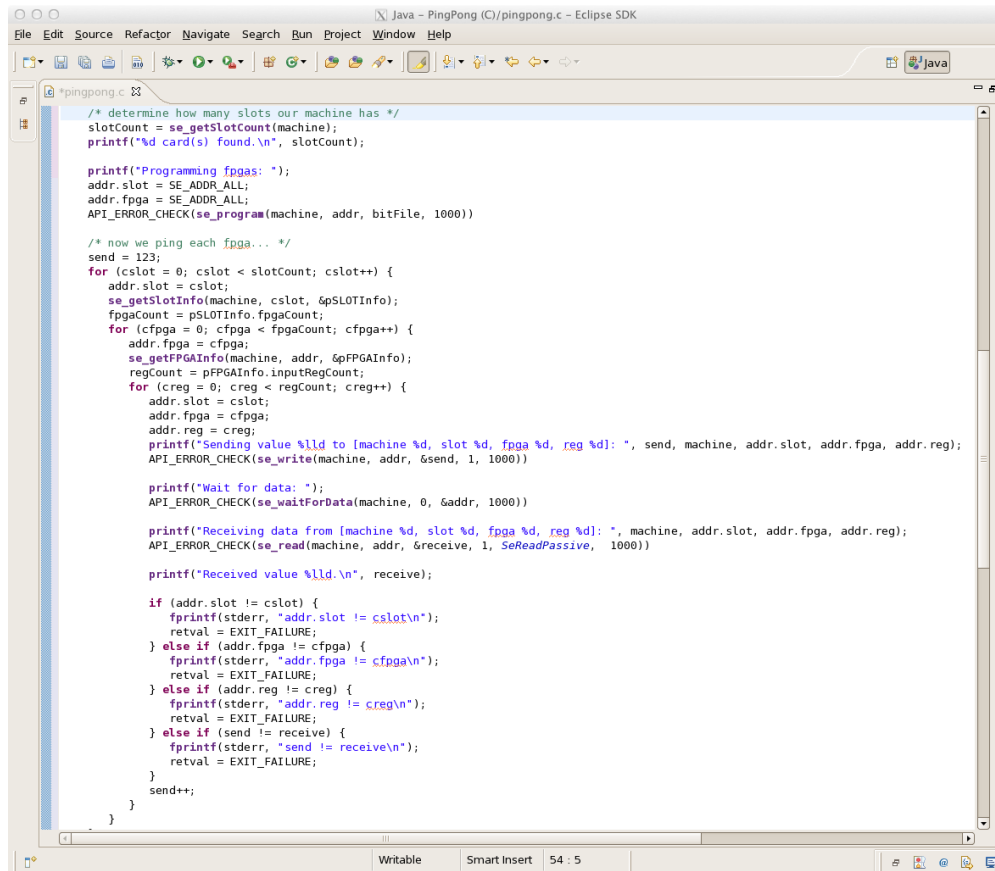 Java – PingPong (C)/pingpong.c – Eclipse SDK
File Edit Source Refactor Navigate Search Run Project Window Help
Java
*pingpong.c
/* determine how many slots our machine has */
slotCount = se_getSlotCount(machine);
printf("%d card(s) found.\n", slotCount);
printf("Programming fpgas: ");
addr.slot = SE_ADDR_ALL;
addr.fpga = SE_ADDR_ALL;
API_ERROR_CHECK(se_program(machine, addr, bitFile, 1000))
/* now we ping each fpga... */
send = 123;
for (cslot = 0; cslot < slotCount; cslot++) {
addr.slot = cslot;
se_getSlotInfo(machine, cslot, &pSLOTInfo);
fpgaCount = pSLOTInfo.fpgaCount;
for (cfpga = 0; cfpga < fpgaCount; cfpga++) {
addr.fpga = cfpga;
se_getFPGAInfo(machine, addr, &pFPGAInfo);
regCount = pFPGAInfo.inputRegCount;
for (creg = 0; creg < regCount; creg++) {
addr.slot = cslot;
addr.fpga = cfpga;
addr.reg = creg;
printf("Sending value %lld to [machine %d, slot %d, fpga %d, reg %d]: ", send, machine, addr.slot, addr.fpga, addr.reg);
API_ERROR_CHECK(se_write(machine, addr, &send, 1, 1000))
printf("Wait for data: ");
API_ERROR_CHECK(se_waitForData(machine, 0, &addr, 1000))
printf("Receiving data from [machine %d, slot %d, fpga %d, reg %d]: ", machine, addr.slot, addr.fpga, addr.reg);
API_ERROR_CHECK(se_read(machine, addr, &receive, 1, SeReadPassive, 1000))
printf("Received value %lld.\n", receive);
if (addr.slot != cslot) {
fprintf(stderr, "addr.slot != cslot\n");
retval = EXIT_FAILURE;
} else if (addr.fpga != cfpga) {
fprintf(stderr, "addr.fpga != cfpga\n");
retval = EXIT_FAILURE;
} else if (addr.reg != creg) {
fprintf(stderr, "addr.reg != creg\n");
retval = EXIT_FAILURE;
} else if (send != receive) {
fprintf(stderr, "send != receive\n");
retval = EXIT_FAILURE;
}
send++;
}
}
Writable Smart Insert 54 : 5